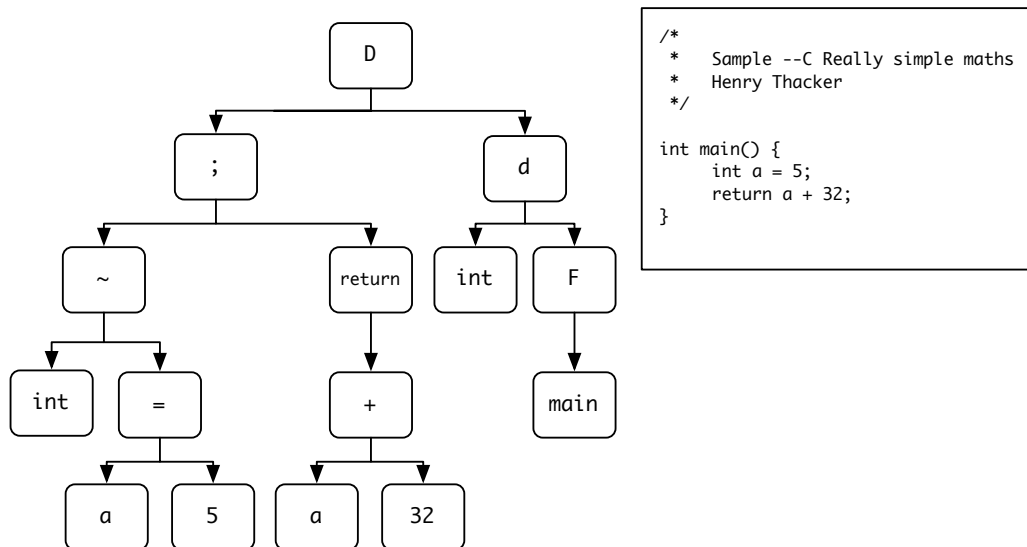 D
; d
~ return int F
int = + main
a 5 a 32
/*
 *   Sample --C Really simple maths
 *   Henry Thacker
 */
int main() {
     int a = 5;
     return a + 32;
}